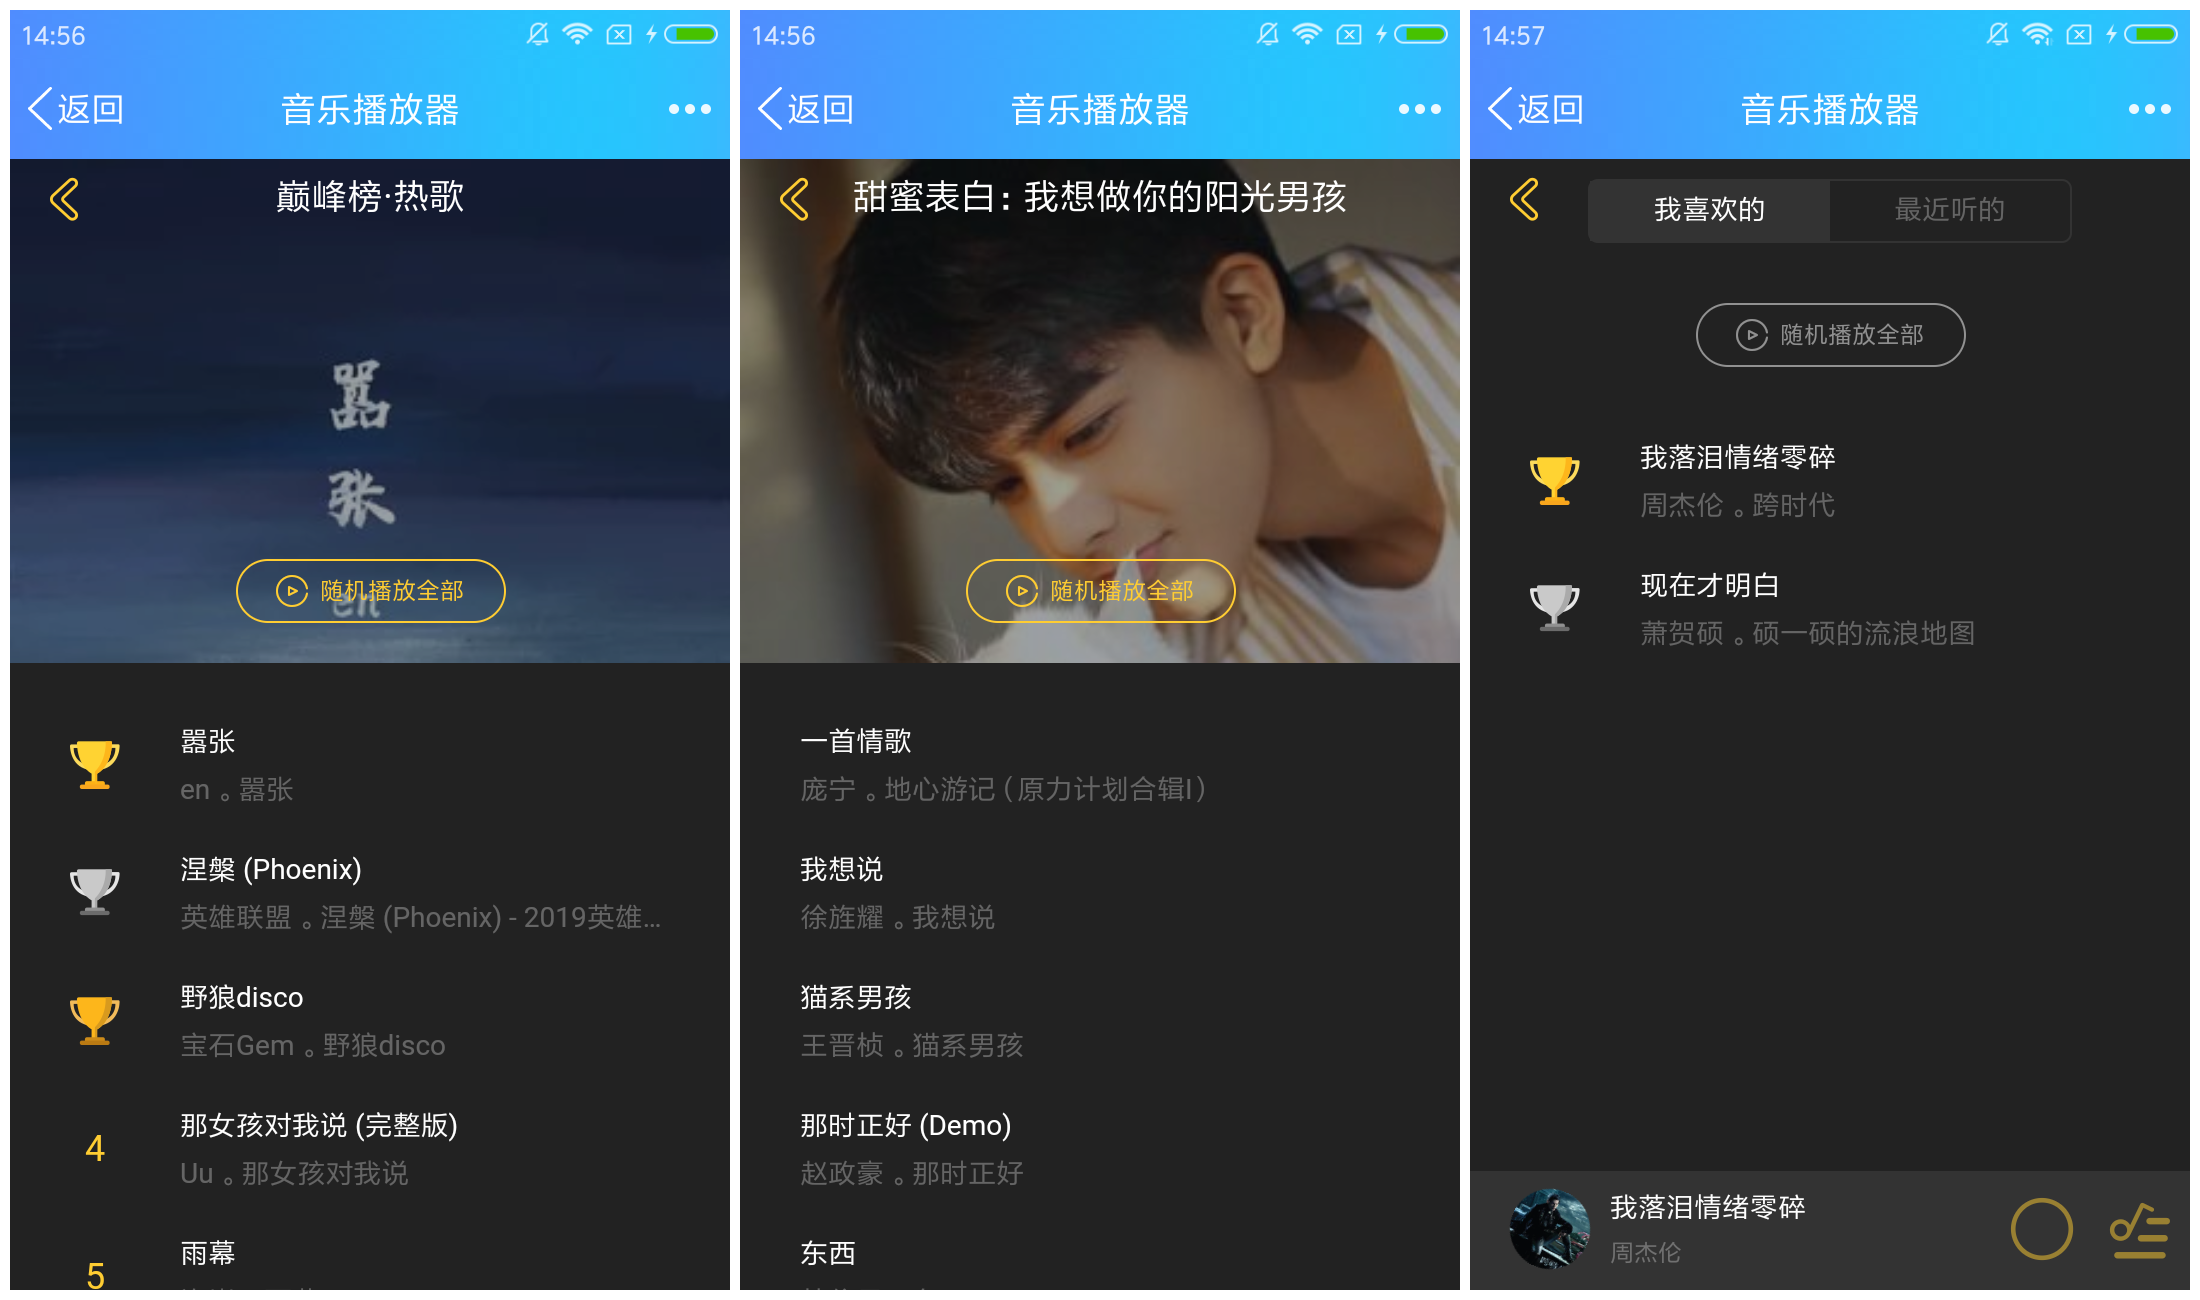 14:56
返回
音乐播放器
巅峰榜·热歌
嚣
张
en
随机播放全部
嚣张
en。嚣张
涅槃 (Phoenix)
英雄联盟。涅槃 (Phoenix) - 2019英雄...
野狼disco
宝石Gem。野狼disco
4
那女孩对我说 (完整版)
Uu。那女孩对我说
5
雨幕
14:56
返回
音乐播放器
甜蜜表白：我想做你的阳光男孩
随机播放全部
一首情歌
庞宁。地心游记（原力计划合辑Ⅰ）
我想说
徐旌耀。我想说
猫系男孩
王晋桢。猫系男孩
那时正好 (Demo)
赵政豪。那时正好
东西
14:57
返回
音乐播放器
我喜欢的
最近听的
随机播放全部
我落泪情绪零碎
周杰伦。跨时代
现在才明白
萧贺硕。硕一硕的流浪地图
我落泪情绪零碎
周杰伦